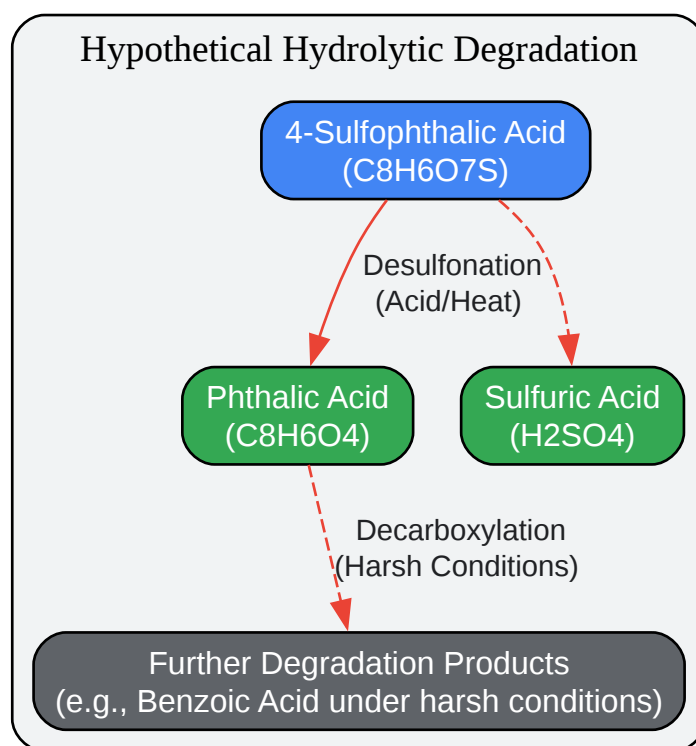 Hypothetical Hydrolytic Degradation
4-Sulfophthalic Acid
(C8H6O7S)
Desulfonation
(Acid/Heat)
Phthalic Acid
(C8H6O4)
Sulfuric Acid
(H2SO4)
Decarboxylation
(Harsh Conditions)
Further Degradation Products
(e.g., Benzoic Acid under harsh conditions)